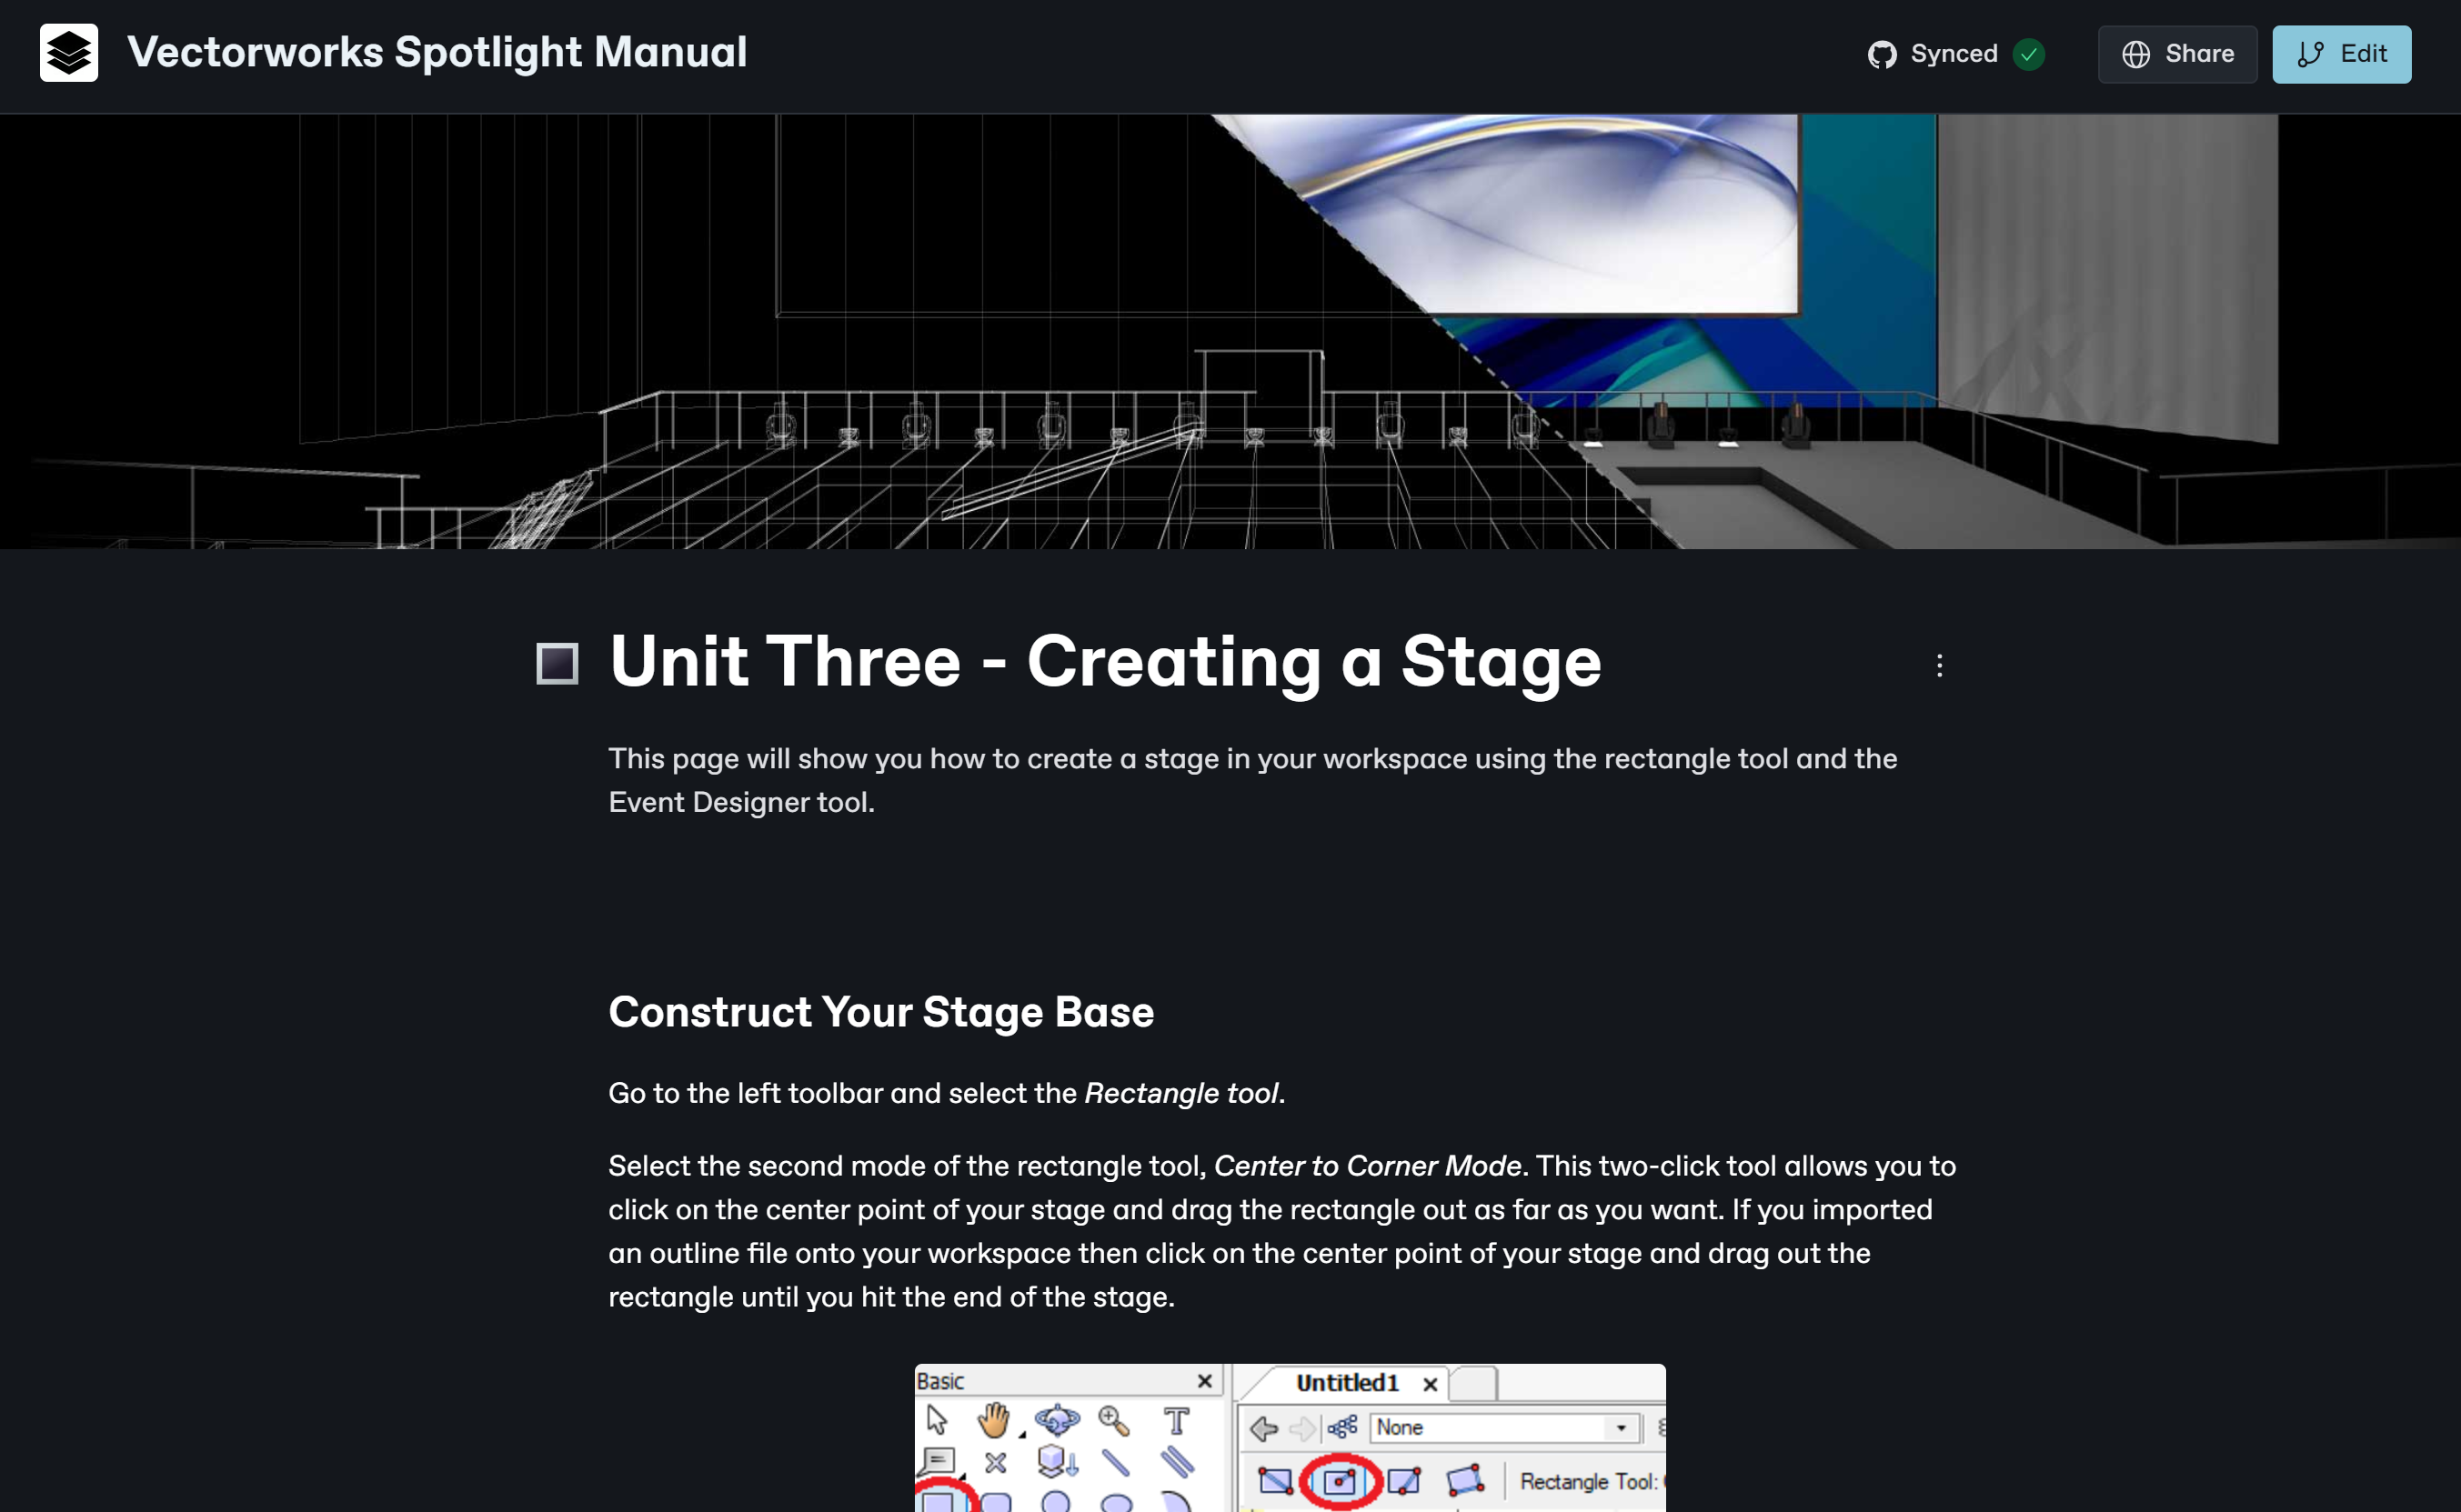 Vectorworks Spotlight Manual
Synced
Share
Edit
Unit Three - Creating a Stage
This page will show you how to create a stage in your workspace using the rectangle tool and the
Event Designer tool.
Construct Your Stage Base
Go to the left toolbar and select the Rectangle tool.
Select the second mode of the rectangle tool, Center to Corner Mode. This two-click tool allows you to
click on the center point of your stage and drag the rectangle out as far as you want. If you imported
an outline file onto your workspace then click on the center point of your stage and drag out the
rectangle until you hit the end of the stage.
Basic
Untitled1
None
Rectangle Tool: